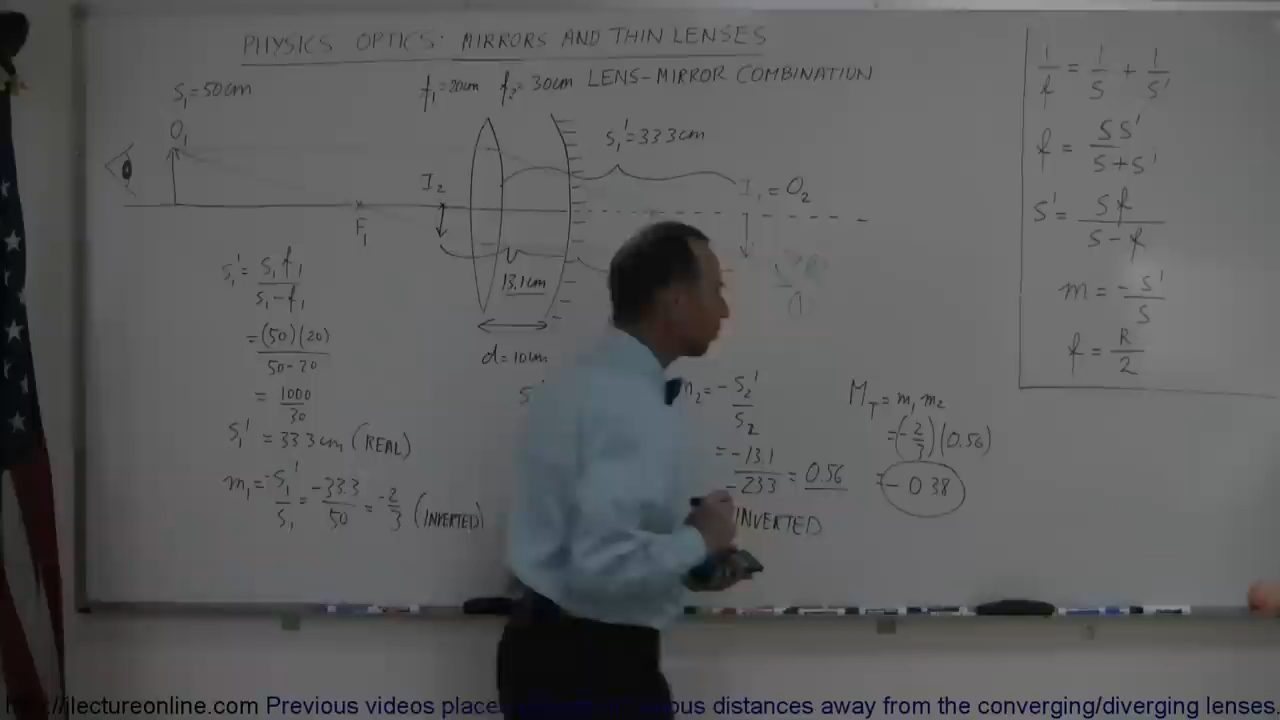 PHYSICS OPTICS: MIRRORS AND THIN LENSES
S₁ = 50cm
f₁ = 20cm f₂ = 30cm LENS-MIRROR COMBINATION
O₁
S₁' = 33.3cm
I₂
I₁ = O₂
F₁
13.1cm
d = 10cm
S₁' = S₁f₁ / S₁ - f₁
= (50)(20) / 50 - 20
= 1000 / 30
S₁' = 33.3cm (REAL)
m₁ = -S₁' / S₁ = -33.3 / 50 = -2/3 (INVERTED)
m₂ = -S₂' / S₂
= -13.1 / -23.3 = 0.56
INVERTED
M_T = m₁ m₂
= (-2/3)(0.56)
= -0.38
1/f = 1/S + 1/S'
f = SS' / S + S'
S' = Sf / S - f
m = -S' / S
f = R / 2
http://ilectureonline.com Previous videos distances away from the converging/diverging lenses.